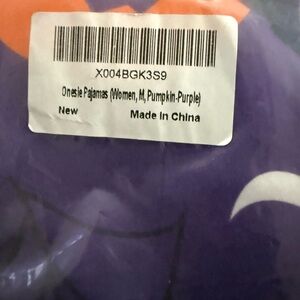 X004BGK3S9
Onesie Pajamas (Women, M, Pumpkin-Purple)
New Made In China